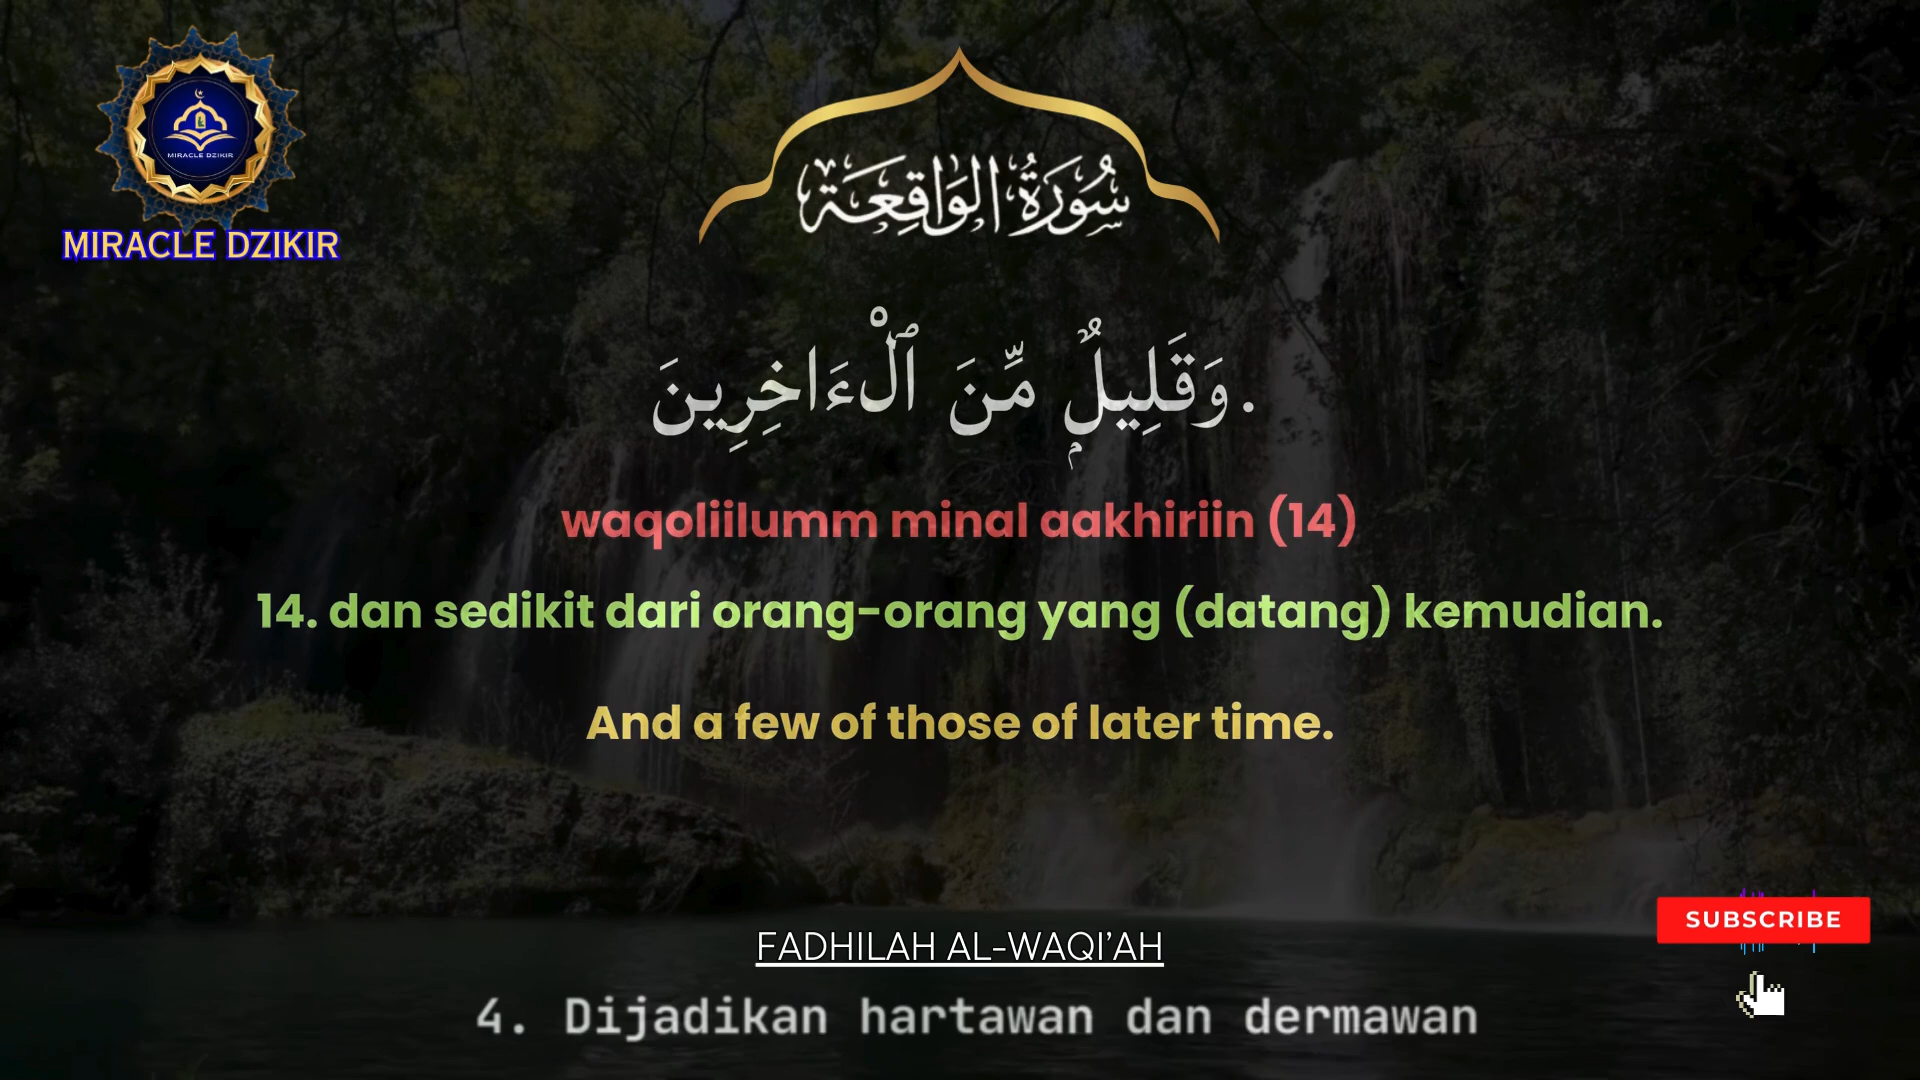 MIRACLE DZIKIR
MIRACLE DZIKIR
سُورَةُ الوَاقِعَة
وَقَلِيلٌ مِّنَ ٱلْءَاخِرِينَ.
waqoliilumm minal aakhiriin (14)
14. dan sedikit dari orang-orang yang (datang) kemudian.
And a few of those of later time.
SUBSCRIBE
FADHILAH AL-WAQI'AH
4. Dijadikan hartawan dan dermawan